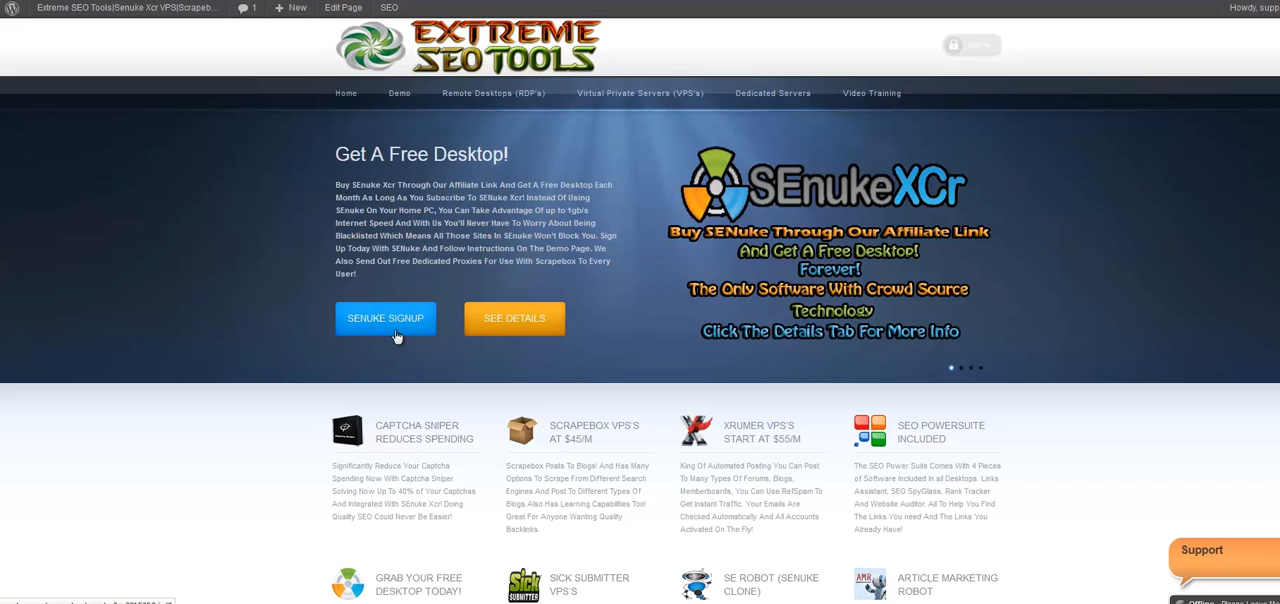 Extreme SEO Tools|Senuke Xcr VPS|Scrapeb... 1 New Edit Page SEO Howdy, supp
EXTREME
SEO TOOLS
LOG IN
Home Demo Remote Desktops (RDP's) Virtual Private Servers (VPS's) Dedicated Servers Video Training
Get A Free Desktop!
Buy SEnuke Xcr Through Our Affiliate Link And Get A Free Desktop Each
Month As Long As You Subscribe To SENuke Xcr! Instead Of Using
SEnuke On Your Home PC, You Can Take Advantage Of up to 1gb/s
Internet Speed And With Us You'll Never Have To Worry About Being
Blacklisted Which Means All Those Sites In SEnuke Won't Block You. Sign
Up Today With SENuke And Follow Instructions On The Demo Page. We
Also Send Out Free Dedicated Proxies For Use With Scrapebox To Every
User!
SENUKE SIGNUP
SEE DETAILS
SEnukeXCr
Buy SENuke Through Our Affiliate Link
And Get A Free Desktop!
Forever!
The Only Software With Crowd Source
Technology
Click The Details Tab For More Info
CAPTCHA SNIPER
REDUCES SPENDING
Significantly Reduce Your Captcha
Spending Now With Captcha Sniper.
Solving Now Up To 40% of Your Captchas
And Integrated With SEnuke Xcr! Doing
Quality SEO Could Never Be Easier!
SCRAPEBOX VPS'S
AT $45/M
Scrapebox Posts To Blogs! And Has Many
Options To Scrape From Different Search
Engines And Post To Different Types Of
Blogs.Also Has Learning Capabilities Too!
Great For Anyone Wanting Quality
Backlinks.
XRUMER VPS'S
START AT $55/M
King Of Automated Posting You Can Post
To Many Types Of Forums, Blogs,
Memberboards, You Can Use RefSpam To
Get Instant Traffic. Your Emails Are
Checked Automatically And All Accounts
Activated On The Fly!
SEO POWERSUITE
INCLUDED
The SEO Power Suite Comes With 4 Pieces
of Software Included In all Desktops. Links
Assistant, SEO SpyGlass, Rank Tracker
And Website Auditor. All To Help You Find
The Links You need And The Links You
Already Have!
GRAB YOUR FREE
DESKTOP TODAY!
SICK SUBMITTER
VPS'S
Sick
SUBMITTER
SE ROBOT (SENUKE
CLONE)
AMR
ARTICLE MARKETING
ROBOT
Support
Offline - Please Leave Me